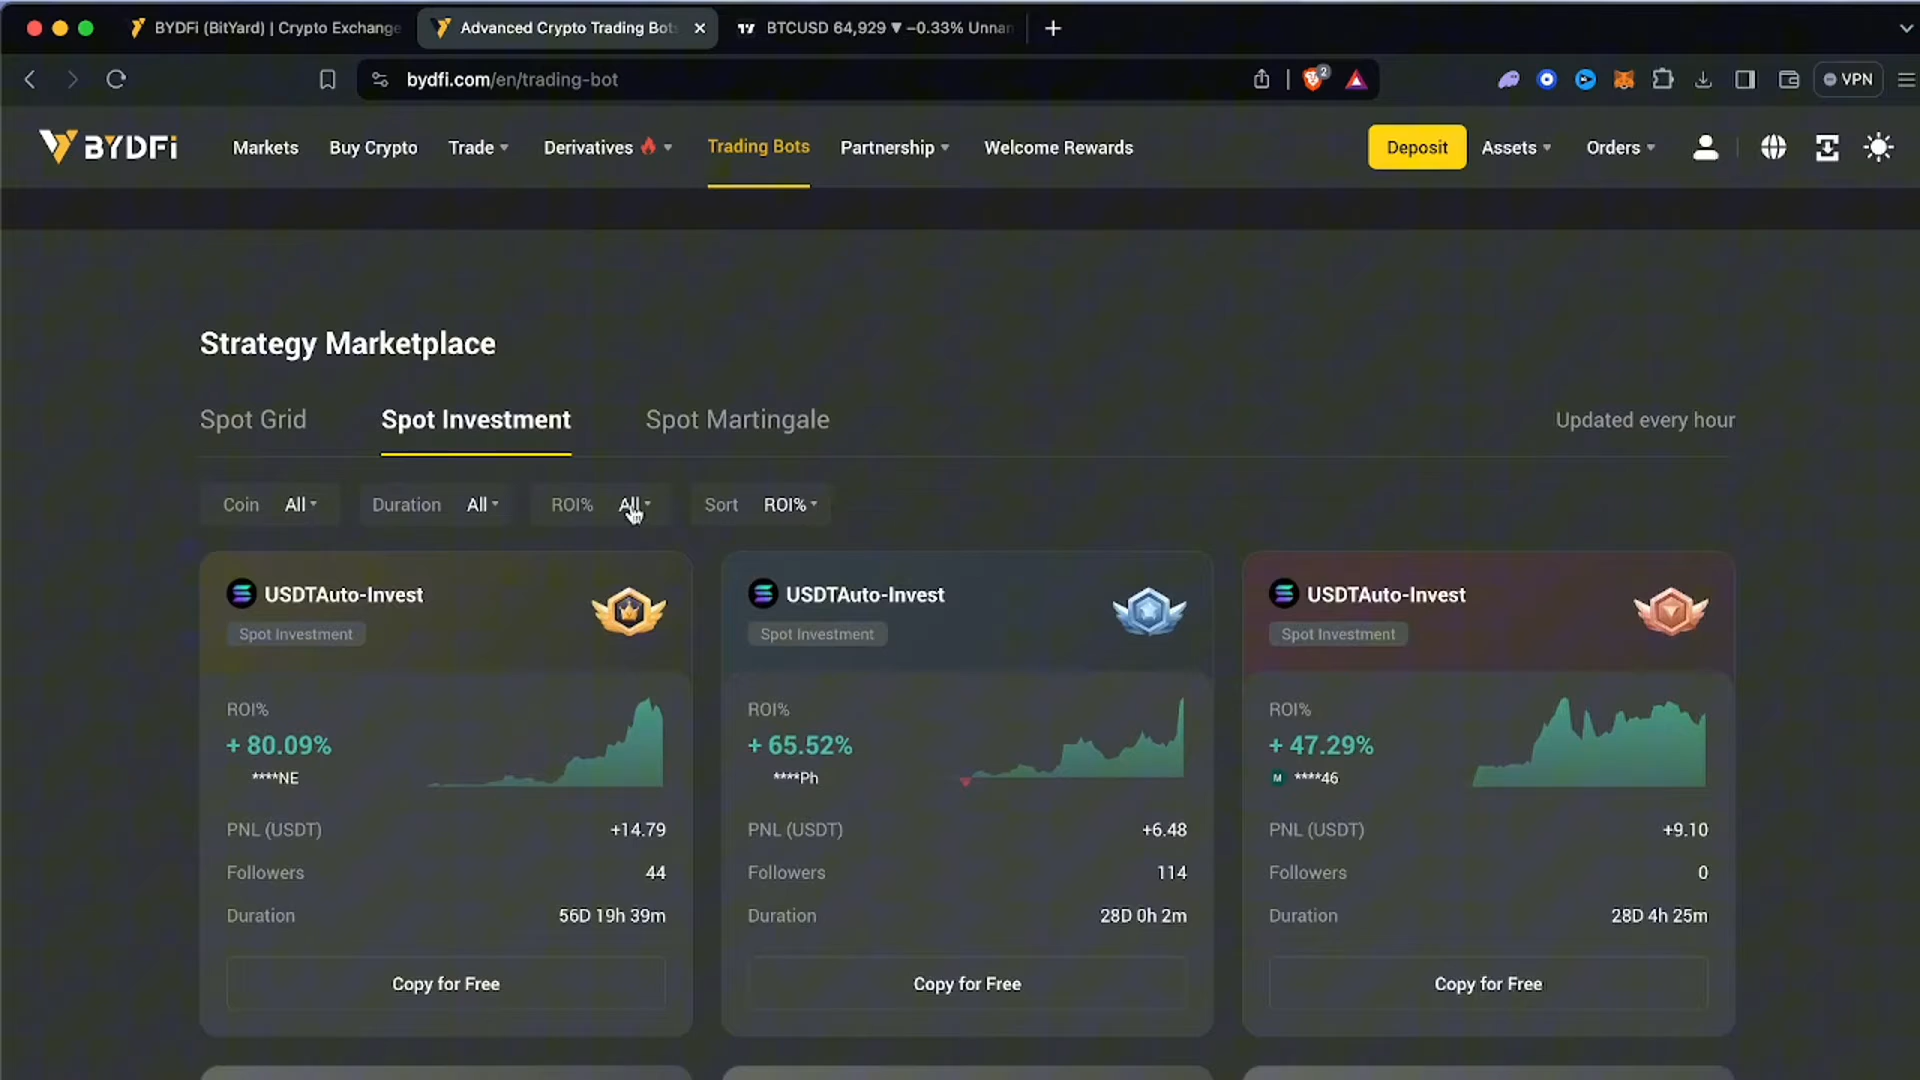 BYDFi (BitYard) | Crypto Exchange
Advanced Crypto Trading Bots
BTCUSD 64,929 ▼ −0.33% Unnan
bydfi.com/en/trading-bot
2
VPN
BYDFi
Markets
Buy Crypto
Trade
Derivatives
Trading Bots
Partnership
Welcome Rewards
Deposit
Assets
Orders
Strategy Marketplace
Spot Grid
Spot Investment
Spot Martingale
Updated every hour
Coin All
Duration All
ROI% All
Sort ROI%
USDTAuto-Invest
Spot Investment
ROI%
+ 80.09%
****NE
PNL (USDT) +14.79
Followers 44
Duration 56D 19h 39m
Copy for Free
USDTAuto-Invest
Spot Investment
ROI%
+ 65.52%
****Ph
PNL (USDT) +6.48
Followers 114
Duration 28D 0h 2m
Copy for Free
USDTAuto-Invest
Spot Investment
ROI%
+ 47.29%
M ****46
PNL (USDT) +9.10
Followers 0
Duration 28D 4h 25m
Copy for Free